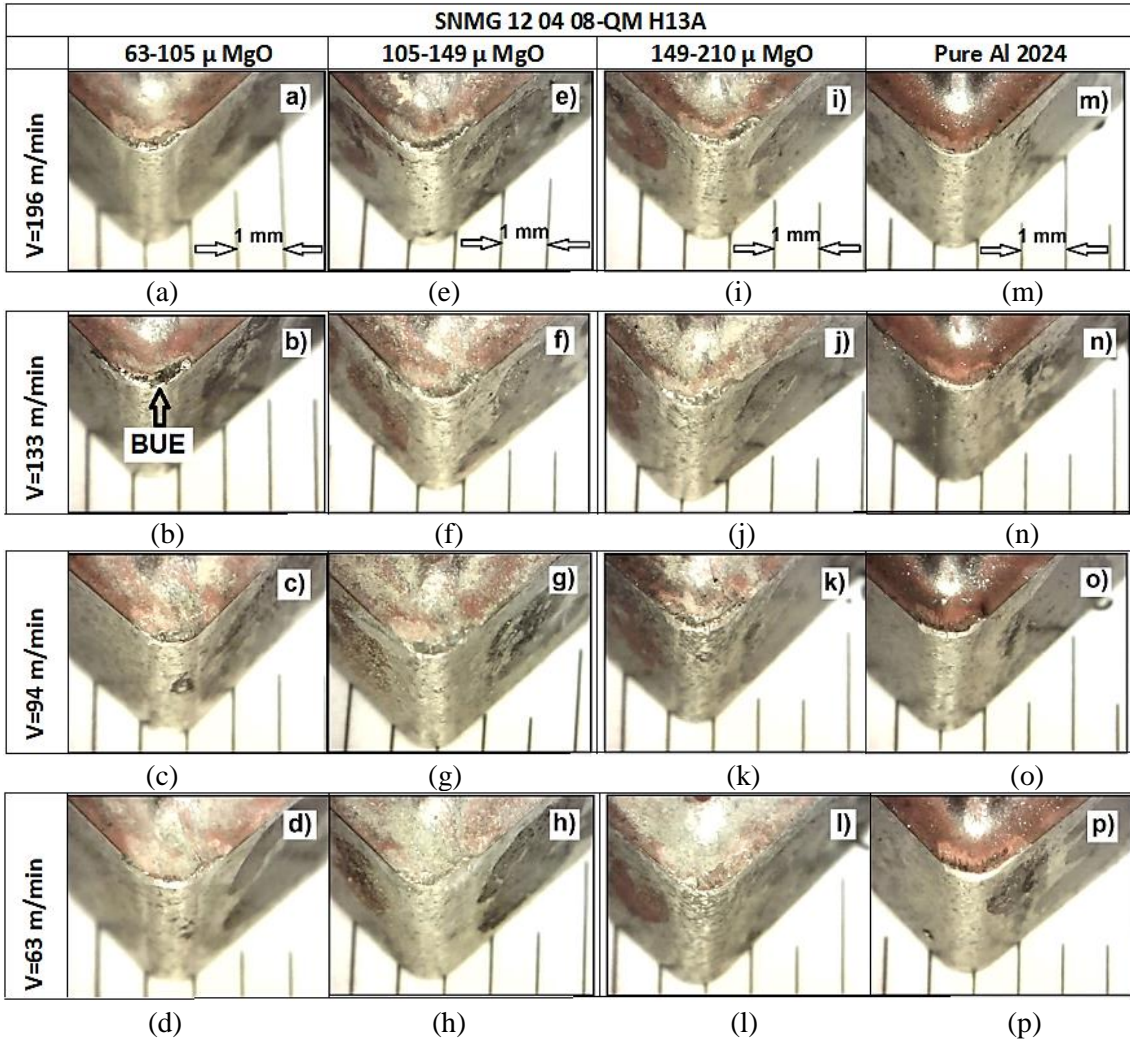 SNMG 12 04 08-QM H13A
63-105 µ MgO 105-149 µ MgO 149-210 µ MgO Pure Al 2024
V=196 m/min
a) e) i) m)
1 mm 1 mm 1 mm 1 mm
(a) (e) (i) (m)
V=133 m/min
b) f) j) n)
BUE
(b) (f) (j) (n)
V=94 m/min
c) g) k) o)
(c) (g) (k) (o)
V=63 m/min
d) h) l) p)
(d) (h) (l) (p)